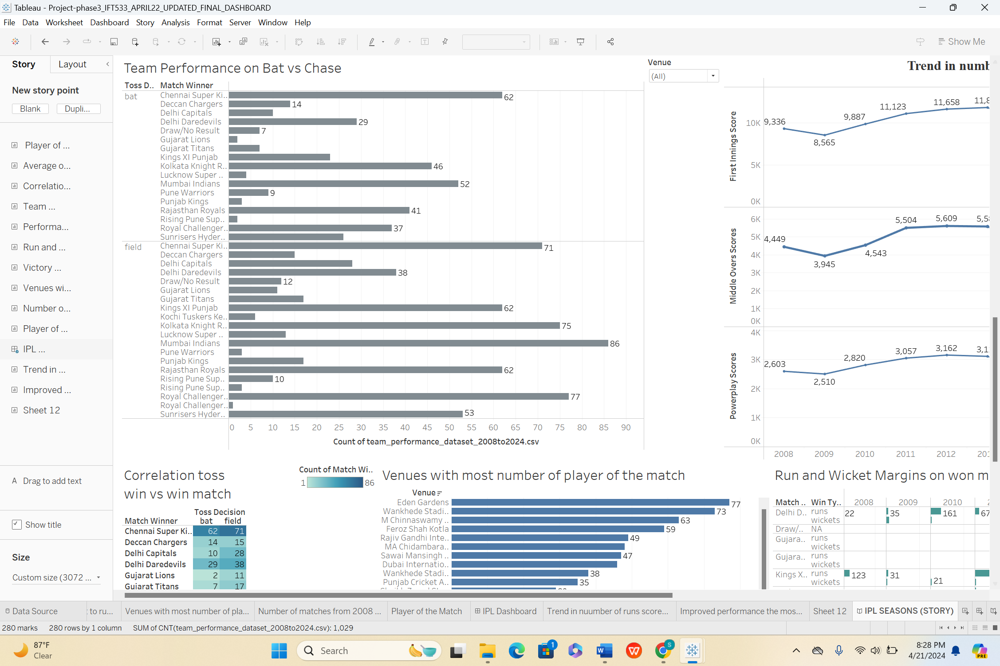 Tableau - Project-phase3_IFT533_APRIL22_UPDATED_FINAL_DASHBOARD
File Data Worksheet Dashboard Story Analysis Format Server Window Help
Show Me
Story Layout
New story point
Blank Dupli...
Player of ...
Average o...
Correlatio...
Team ...
Performa...
Run and ...
Victory ...
Venues wi...
Number o...
Player of ...
IPL ...
Trend in ...
Improved ...
Sheet 12
A Drag to add text
Show title
Size
Custom size (3072 ...
Team Performance on Bat vs Chase
Toss D.. Match Winner
bat Chennai Super Ki.. 62
Deccan Chargers 14
Delhi Capitals
Delhi Daredevils 29
Draw/No Result 7
Gujarat Lions
Gujarat Titans
Kings XI Punjab
Kolkata Knight R.. 46
Lucknow Super ..
Mumbai Indians 52
Pune Warriors 9
Punjab Kings
Rajasthan Royals 41
Rising Pune Sup..
Royal Challenger.. 37
Sunrisers Hyder..
field Chennai Super Ki.. 71
Deccan Chargers
Delhi Capitals
Delhi Daredevils 38
Draw/No Result 12
Gujarat Lions
Gujarat Titans
Kings XI Punjab 62
Kochi Tuskers Ke..
Kolkata Knight R.. 75
Lucknow Super ..
Mumbai Indians 86
Pune Warriors
Punjab Kings
Rajasthan Royals 62
Rising Pune Sup.. 10
Rising Pune Sup..
Royal Challenger.. 77
Royal Challenger..
Sunrisers Hyder.. 53
0 5 10 15 20 25 30 35 40 45 50 55 60 65 70 75 80 85 90
Count of team_performance_dataset_2008to2024.csv
Venue
(All)
Trend in numb
First Innings Score
10K
5K
0K
9,336 8,565 9,887 11,123 11,658 11,8
Middle Overs Scores
6K
5K
4K
3K
2K
1K
0K
4,449 3,945 4,543 5,504 5,609 5,58
Powerplay Scores
4K
3K
2K
1K
0K
2,603 2,510 2,820 3,057 3,162 3,1
2008 2009 2010 2011 2012 201
Correlation toss
win vs win match
Count of Match Wi..
1 86
Toss Decision
Match Winner bat field
Chennai Super Ki.. 62 71
Deccan Chargers 14 15
Delhi Capitals 10 28
Delhi Daredevils 29 38
Gujarat Lions 2 11
Gujarat Titans 7 17
Venues with most number of player of the match
Venue
Eden Gardens 77
Wankhede Stadi.. 73
M Chinnaswamy .. 63
Feroz Shah Kotla 59
Rajiv Gandhi Inte.. 49
MA Chidambara..
Sawai Mansingh .. 47
Dubai Internatio..
Wankhede Stadi.. 38
Punjab Cricket A.. 35
Run and Wicket Margins on won m
Match .. Win Ty.. 2008 2009 2010
Delhi D.. runs 22 35 161 67
wickets
Draw/.. NA
Gujara.. runs
wickets
Gujara.. runs
wickets
Kings X.. runs 123 31
wickets 21
Data Source
: to ru...
Venues with most number of pla...
Number of matches from 2008 ...
Player of the Match
IPL Dashboard
Trend in nuumber of runs score...
Improved performance the mos...
Sheet 12
IPL SEASONS (STORY)
280 marks 280 rows by 1 column SUM of CNT(team_performance_dataset_2008to2024.csv): 1,029
87°F
Clear
Search
1
S
W
8:28 PM
4/21/2024
PRE